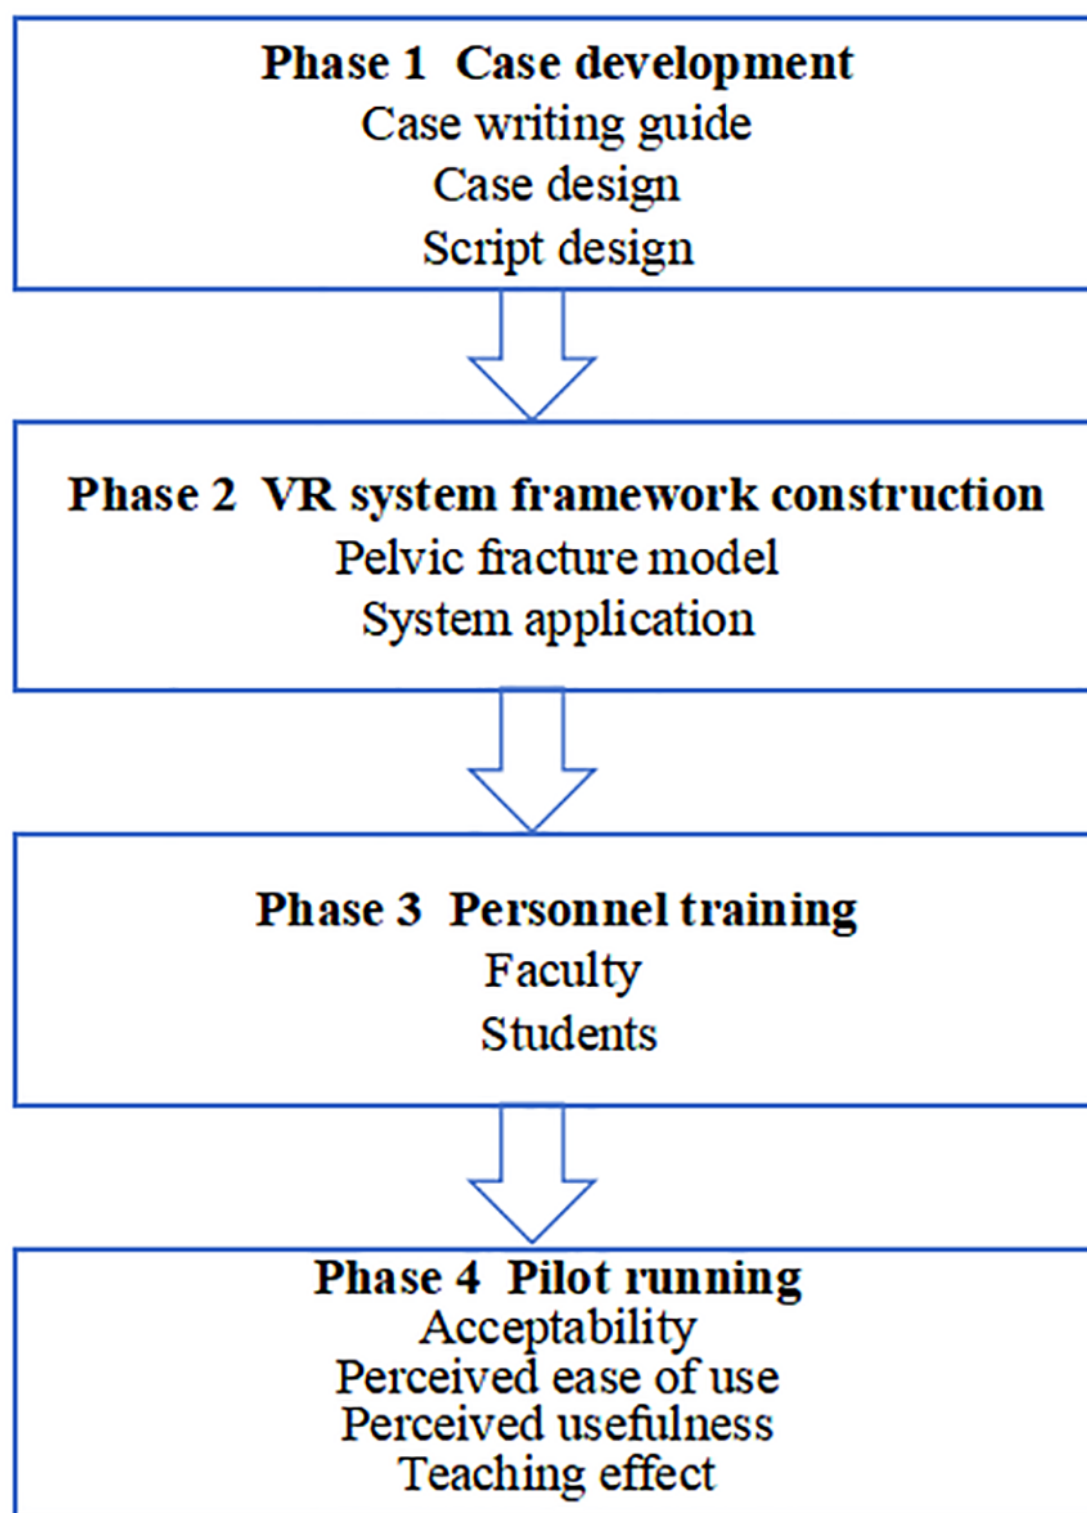 Phase 1 Case development
Case writing guide
Case design
Script design
Phase 2 VR system framework construction
Pelvic fracture model
System application
Phase 3 Personnel training
Faculty
Students
Phase 4 Pilot running
Acceptability
Perceived ease of use
Perceived usefulness
Teaching effect